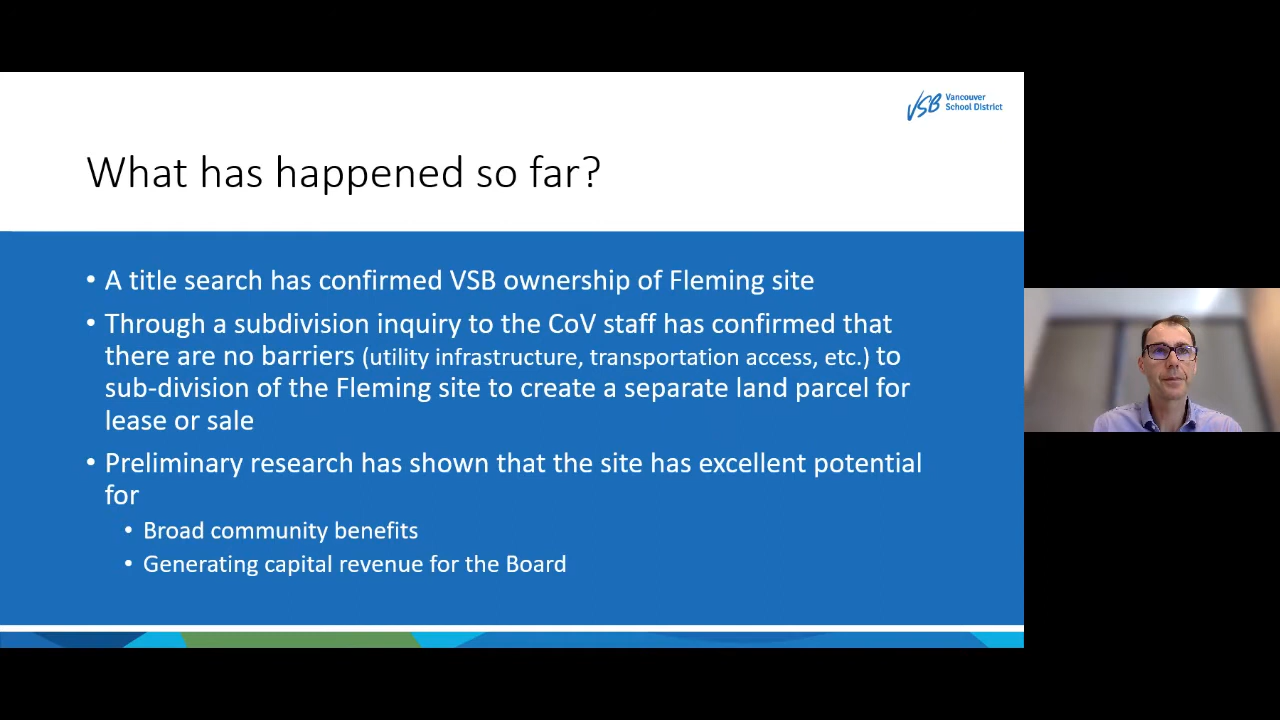 VSB Vancouver
School District
What has happened so far?
• A title search has confirmed VSB ownership of Fleming site
• Through a subdivision inquiry to the CoV staff has confirmed that
there are no barriers (utility infrastructure, transportation access, etc.) to
sub-division of the Fleming site to create a separate land parcel for
lease or sale
• Preliminary research has shown that the site has excellent potential
for
• Broad community benefits
• Generating capital revenue for the Board